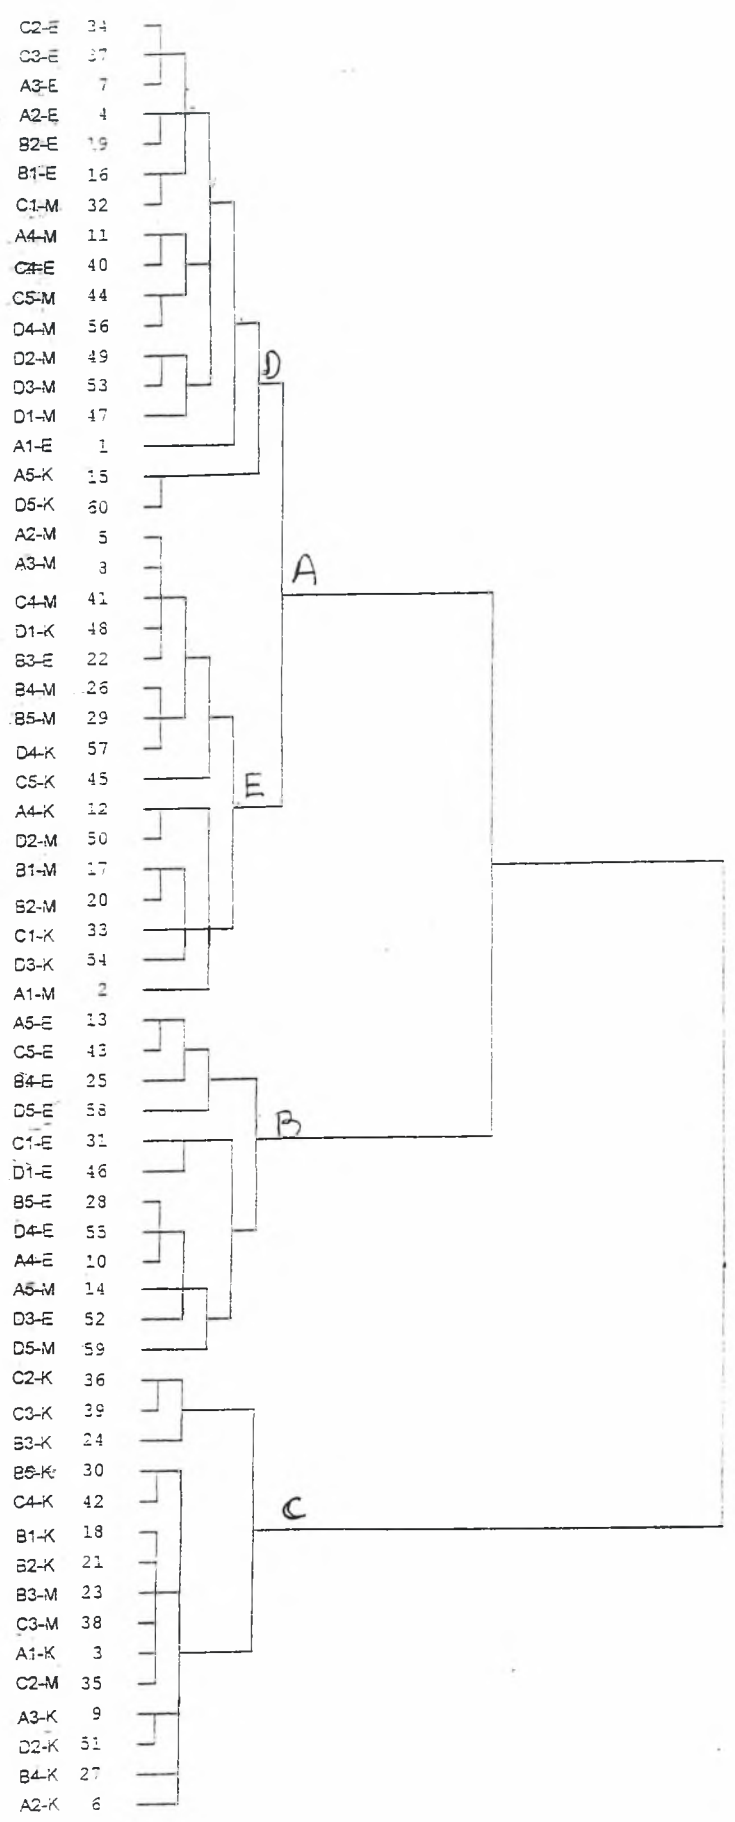 C2-E 34
C3-E 37
A3-E 7
A2-E 4
B2-E 19
B1-E 16
C1-M 32
A4-M 11
C4-E 40
C5-M 44
D4-M 56
D2-M 49
D3-M 53
D1-M 47
D
A1-E 1
A5-K 15
D5-K 60
A2-M 5
A3-M 8
A
C4-M 41
D1-K 48
B3-E 22
B4-M 26
B5-M 29
D4-K 57
C5-K 45
E
A4-K 12
D2-M 50
B1-M 17
B2-M 20
C1-K 33
D3-K 54
A1-M 2
A5-E 13
C5-E 43
B4-E 25
D5-E 58
B
C1-E 31
D1-E 46
B5-E 28
D4-E 55
A4-E 10
A5-M 14
D3-E 52
D5-M 59
C2-K 36
C3-K 39
B3-K 24
B5-K 30
C4-K 42
C
B1-K 18
B2-K 21
B3-M 23
C3-M 38
A1-K 3
C2-M 35
A3-K 9
D2-K 51
B4-K 27
A2-K 6